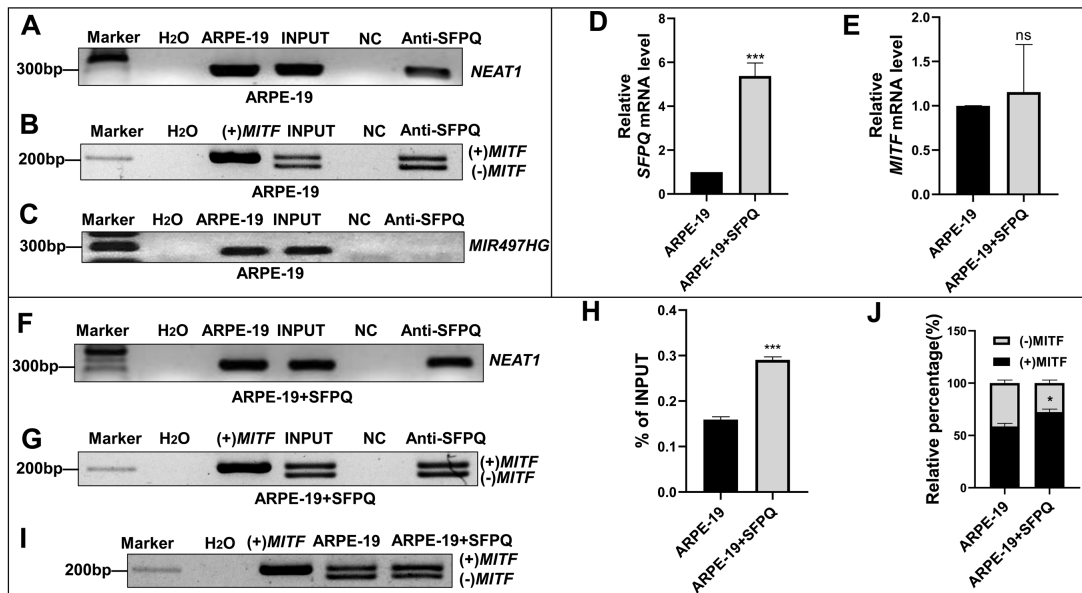 A
Marker H2O ARPE-19 INPUT NC Anti-SFPQ
300bp
NEAT1
ARPE-19
B
Marker H2O (+)MITF INPUT NC Anti-SFPQ
200bp
(+)MITF
(-)MITF
ARPE-19
C
Marker H2O ARPE-19 INPUT NC Anti-SFPQ
300bp
MIR497HG
ARPE-19
D
Relative
SFPQ mRNA level
8
6
4
2
0
***
ARPE-19
ARPE-19+SFPQ
E
Relative
MITF mRNA level
2.0
1.5
1.0
0.5
0.0
ns
ARPE-19
ARPE-19+SFPQ
F
Marker H2O ARPE-19 INPUT NC Anti-SFPQ
300bp
NEAT1
ARPE-19+SFPQ
G
Marker H2O (+)MITF INPUT NC Anti-SFPQ
200bp
(+)MITF
(-)MITF
ARPE-19+SFPQ
H
% of INPUT
0.4
0.3
0.2
0.1
0.0
***
ARPE-19
ARPE-19+SFPQ
I
Marker H2O (+)MITF ARPE-19 ARPE-19+SFPQ
200bp
(+)MITF
(-)MITF
J
Relative percentage(%)
150
100
50
0
(-)MITF
(+)MITF
*
ARPE-19
ARPE-19+SFPQ